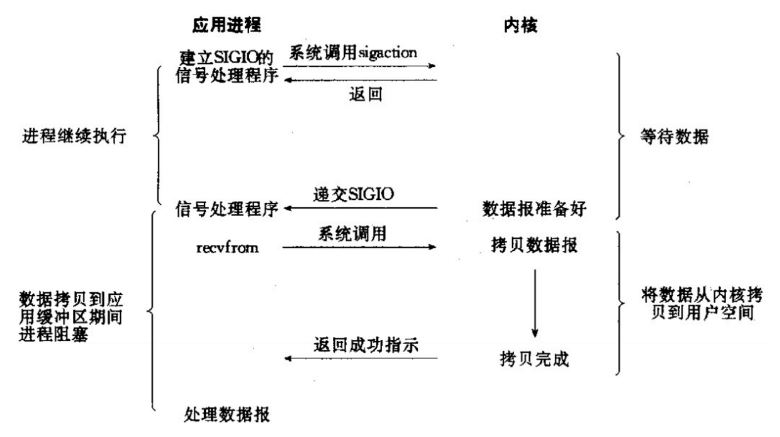 应用进程
内核
建立SIGIO的
信号处理程序
系统调用sigaction
返回
进程继续执行
等待数据
递交SIGIO
信号处理程序
数据报准备好
recvfrom
系统调用
拷贝数据报
数据拷贝到应
用缓冲区期间
进程阻塞
将数据从内核拷
贝到用户空间
返回成功指示
拷贝完成
处理数据报